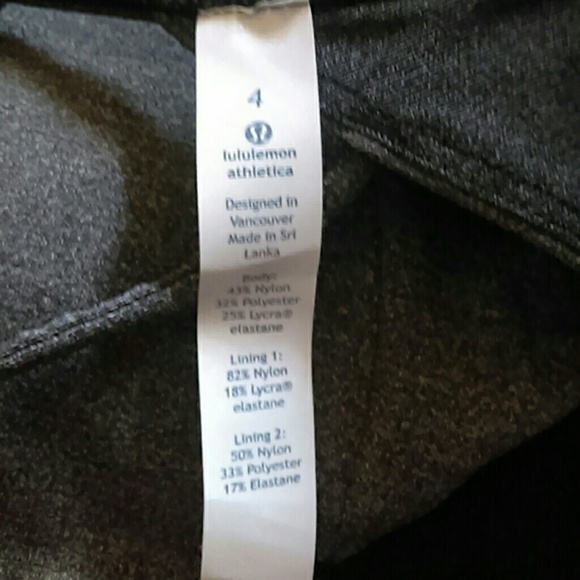 4
lululemon
athletica
Designed in
Vancouver
Made in Sri
Lanka
Body:
43% Nylon
32% Polyester
25% Lycra®
elastane
Lining 1:
82% Nylon
18% Lycra®
elastane
Lining 2:
50% Nylon
33% Polyester
17% Elastane